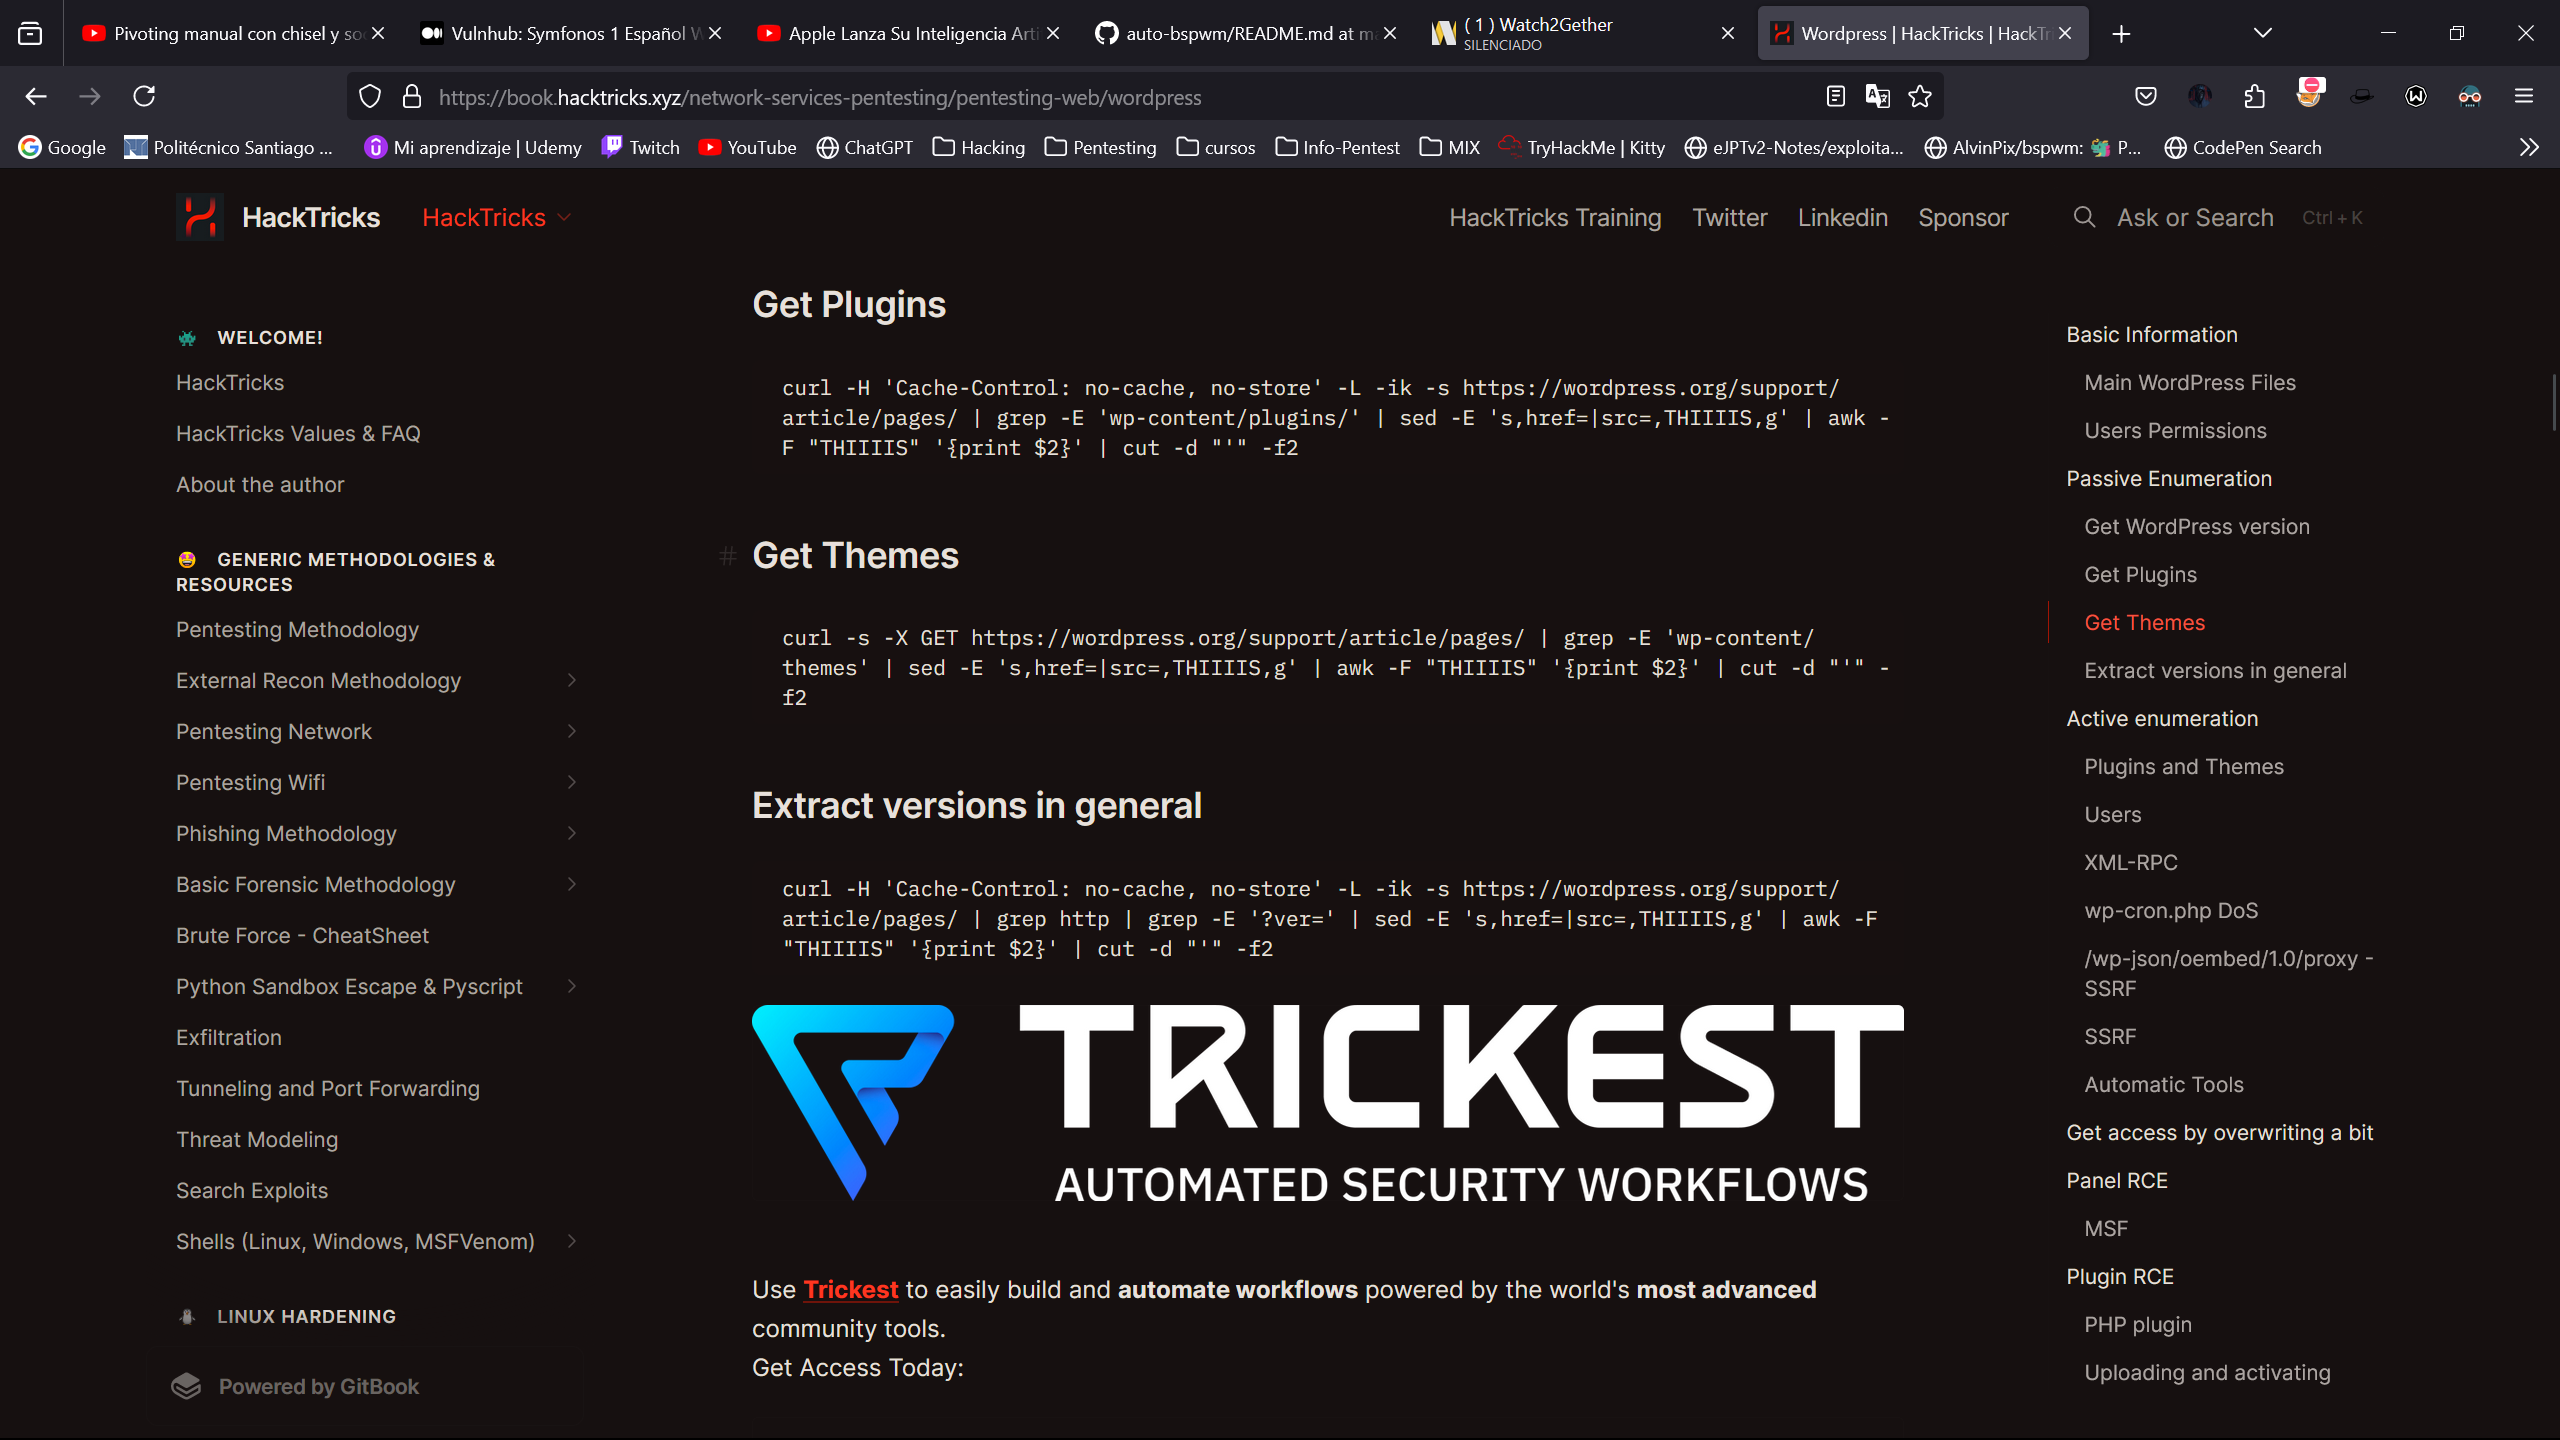 Pivoting manual con chisel y so
Vulnhub: Symfonos 1 Español
Apple Lanza Su Inteligencia Arti
auto-bspwm/README.md at m
( 1 ) Watch2Gether
SILENCIADO
Wordpress | HackTricks | HackTr
https://book.hacktricks.xyz/network-services-pentesting/pentesting-web/wordpress
Google
Politécnico Santiago ...
Mi aprendizaje | Udemy
Twitch
YouTube
ChatGPT
Hacking
Pentesting
cursos
Info-Pentest
MIX
TryHackMe | Kitty
eJPTv2-Notes/exploita...
AlvinPix/bspwm: P...
CodePen Search
HackTricks
HackTricks
HackTricks Training
Twitter
Linkedin
Sponsor
Ask or Search
Ctrl + K
WELCOME!
HackTricks
HackTricks Values & FAQ
About the author
GENERIC METHODOLOGIES &
RESOURCES
Pentesting Methodology
External Recon Methodology
Pentesting Network
Pentesting Wifi
Phishing Methodology
Basic Forensic Methodology
Brute Force - CheatSheet
Python Sandbox Escape & Pyscript
Exfiltration
Tunneling and Port Forwarding
Threat Modeling
Search Exploits
Shells (Linux, Windows, MSFVenom)
LINUX HARDENING
Powered by GitBook
Get Plugins
curl -H 'Cache-Control: no-cache, no-store' -L -ik -s https://wordpress.org/support/
article/pages/ | grep -E 'wp-content/plugins/' | sed -E 's,href=|src=,THIIIIS,g' | awk -
F "THIIIIS" '{print $2}' | cut -d "'" -f2
# Get Themes
curl -s -X GET https://wordpress.org/support/article/pages/ | grep -E 'wp-content/
themes' | sed -E 's,href=|src=,THIIIIS,g' | awk -F "THIIIIS" '{print $2}' | cut -d "'" -
f2
Extract versions in general
curl -H 'Cache-Control: no-cache, no-store' -L -ik -s https://wordpress.org/support/
article/pages/ | grep http | grep -E '?ver=' | sed -E 's,href=|src=,THIIIIS,g' | awk -F
"THIIIIS" '{print $2}' | cut -d "'" -f2
TRICKEST
AUTOMATED SECURITY WORKFLOWS
Use Trickest to easily build and automate workflows powered by the world's most advanced
community tools.
Get Access Today:
Basic Information
Main WordPress Files
Users Permissions
Passive Enumeration
Get WordPress version
Get Plugins
Get Themes
Extract versions in general
Active enumeration
Plugins and Themes
Users
XML-RPC
wp-cron.php DoS
/wp-json/oembed/1.0/proxy -
SSRF
SSRF
Automatic Tools
Get access by overwriting a bit
Panel RCE
MSF
Plugin RCE
PHP plugin
Uploading and activating